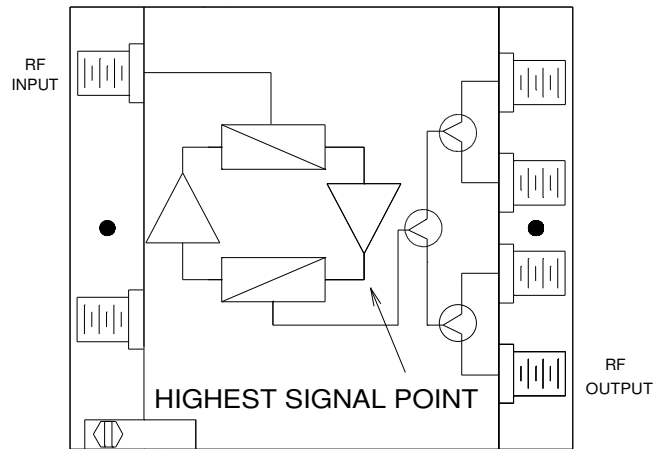 RF
INPUT
HIGHEST SIGNAL POINT
RF
OUTPUT